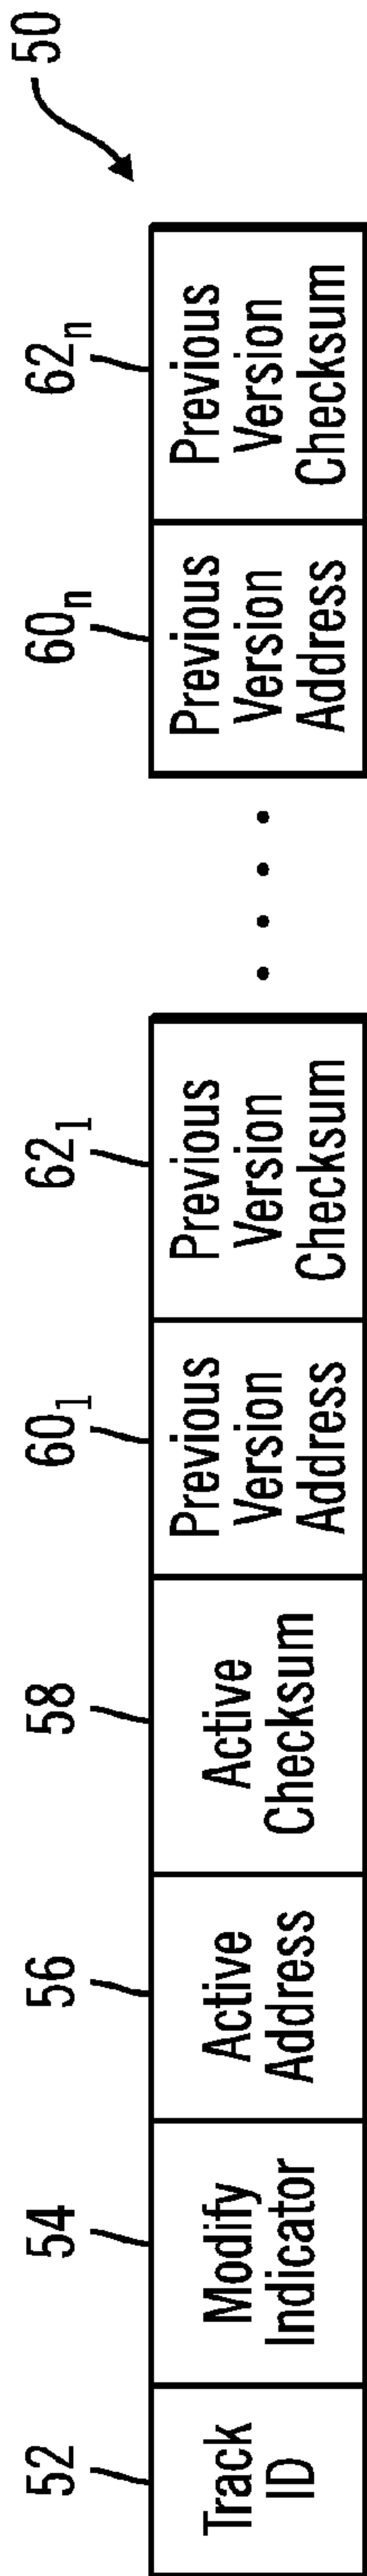 50
52
54
56
58
60₁
62₁
60ₙ
62ₙ
Track
ID
Modify
Indicator
Active
Address
Active
Checksum
Previous
Version
Address
Previous
Version
Checksum
. . . .
Previous
Version
Address
Previous
Version
Checksum